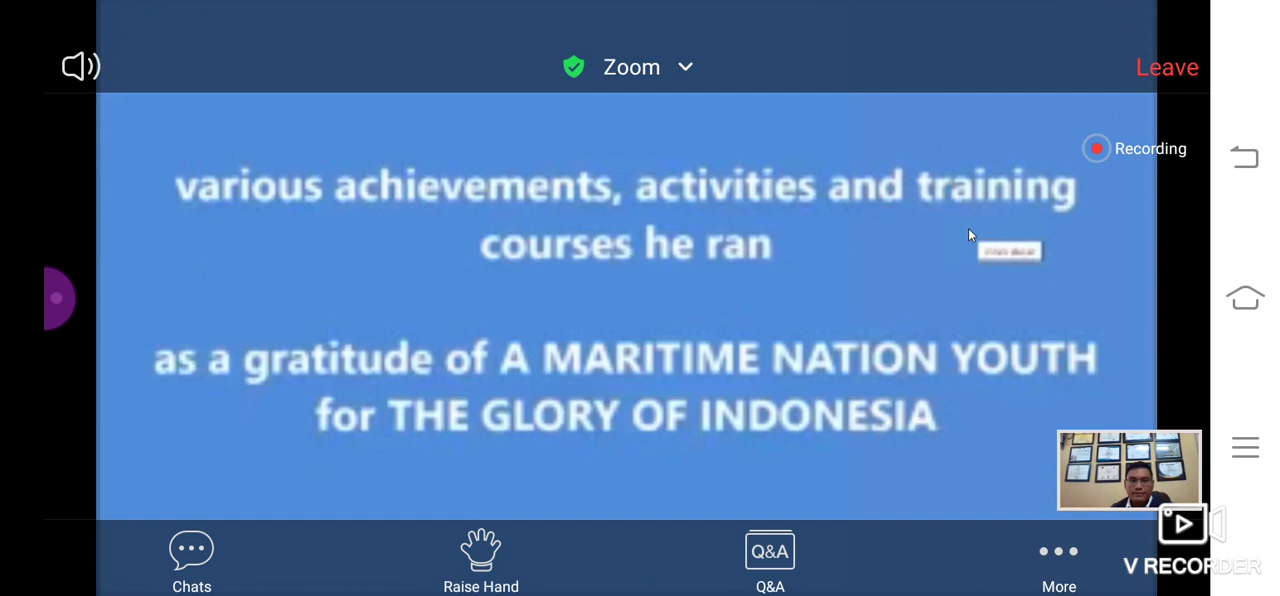 Zoom
Leave
Recording
various achievements, activities and training
courses he ran
as a gratitude of A MARITIME NATION YOUTH
for THE GLORY OF INDONESIA
Chats
Raise Hand
Q&A
Q&A
More
V RECORDER